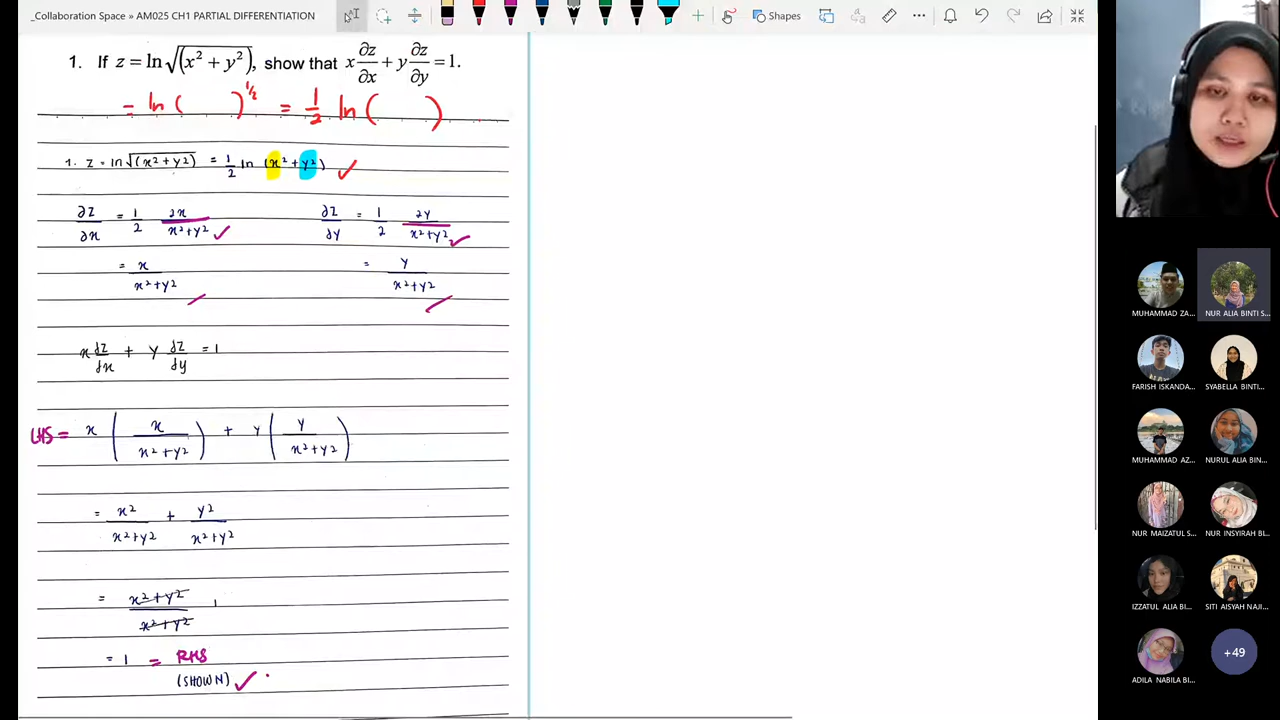 _Collaboration Space » AM025 CH1 PARTIAL DIFFERENTIATION
Shapes
1. If z = ln√(x² + y²), show that x ∂z/∂x + y ∂z/∂y = 1.
= ln ( )^½ = ½ ln ( )
1. z = ln√(x²+y²) = 1/2 ln (x² + y²) ✓
∂z/∂x = 1/2 2x/x²+y² ✓ ∂z/∂y = 1/2 2y/x²+y² ✓
= x/x²+y² = y/x²+y²
x dz/dx + y dz/dy = 1
LHS = x (x/x²+y²) + y (y/x²+y²)
= x²/x²+y² + y²/x²+y²
= x²+y²/x²+y²
= 1 = RHS
(SHOWN) ✓
MUHAMMAD ZA...
NUR ALIA BINTI S...
FARISH ISKANDA...
SYABELLA BINTI...
MUHAMMAD AZ...
NURUL ALIA BIN...
NUR MAIZATUL S...
NUR INSYIRAH BI...
IZZATUL ALIA BI...
SITI AISYAH NAJI...
ADILA NABILA BI...
+49